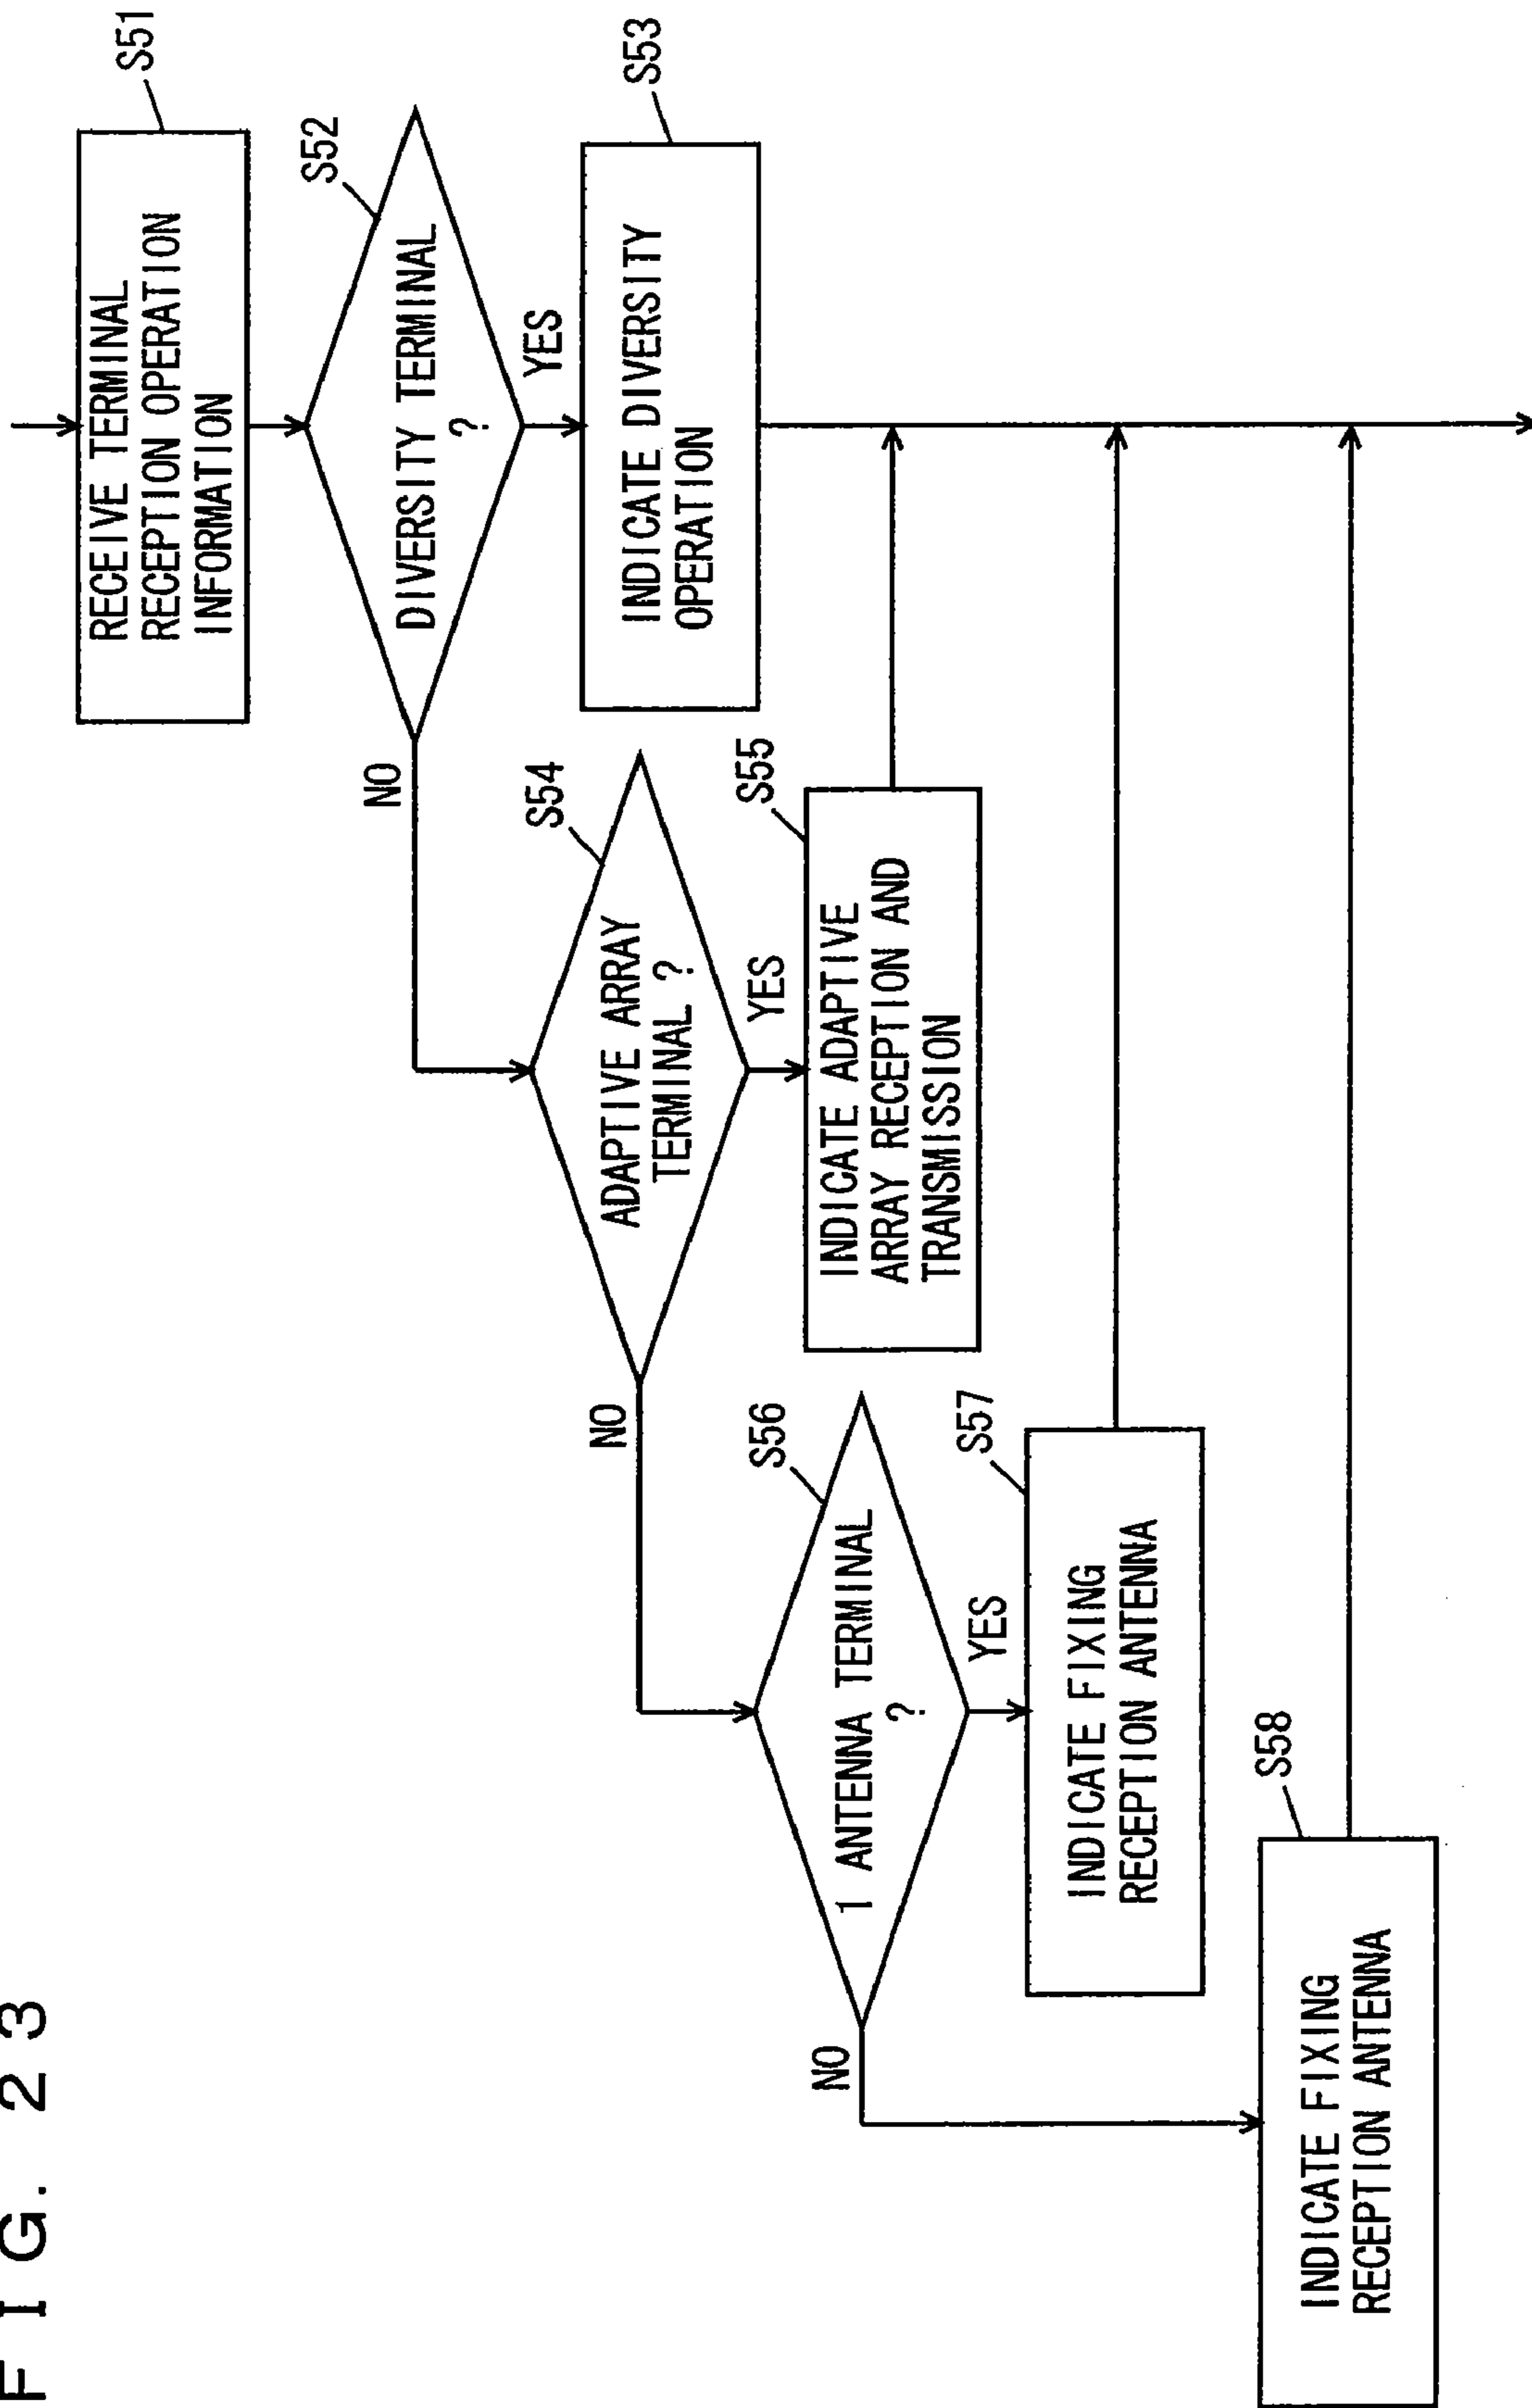 F I G. 2 3
RECEIVE TERMINAL
RECEPTION OPERATION
INFORMATION
S51
DIVERSITY TERMINAL
?
S52
YES
NO
INDICATE DIVERSITY
OPERATION
S53
ADAPTIVE ARRAY
TERMINAL ?
S54
YES
NO
INDICATE ADAPTIVE
ARRAY RECEPTION AND
TRANSMISSION
S55
1 ANTENNA TERMINAL
?
S56
YES
NO
INDICATE FIXING
RECEPTION ANTENNA
S57
INDICATE FIXING
RECEPTION ANTENNA
S58